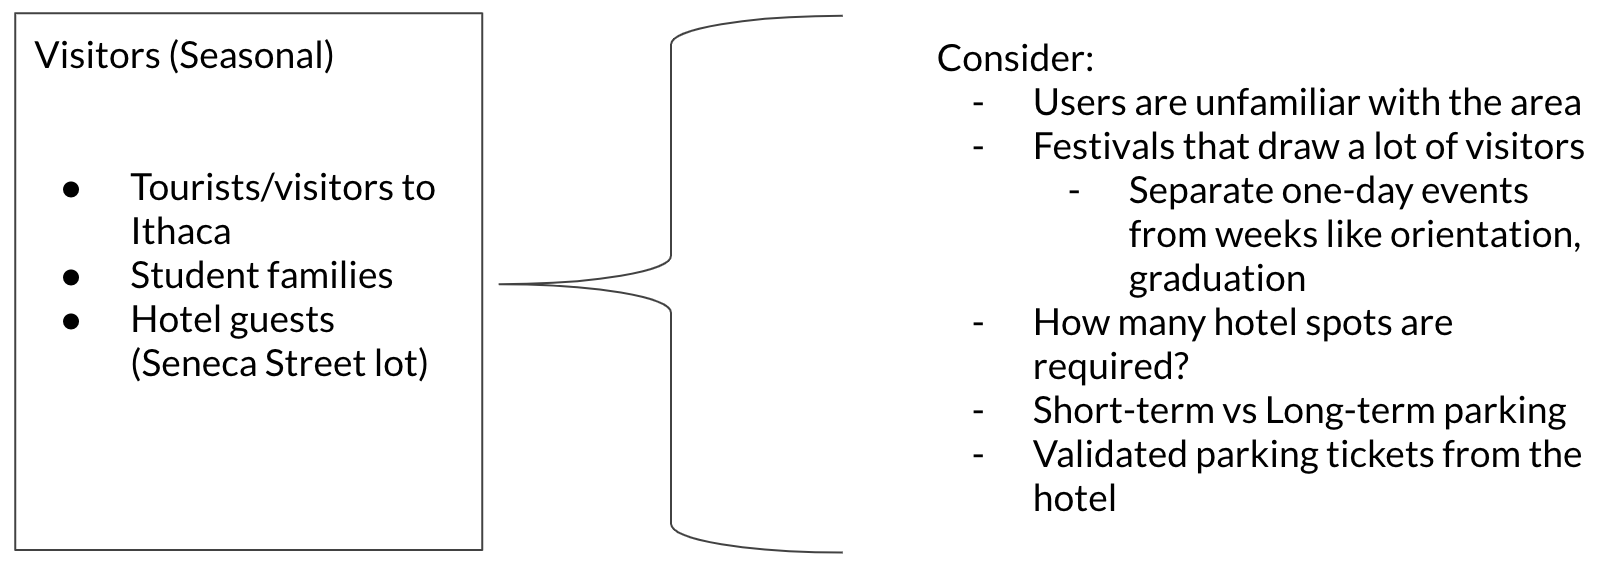 Visitors (Seasonal)
● Tourists/visitors to
Ithaca
● Student families
● Hotel guests
(Seneca Street lot)
Consider:
- Users are unfamiliar with the area
- Festivals that draw a lot of visitors
- Separate one-day events
from weeks like orientation,
graduation
- How many hotel spots are
required?
- Short-term vs Long-term parking
- Validated parking tickets from the
hotel